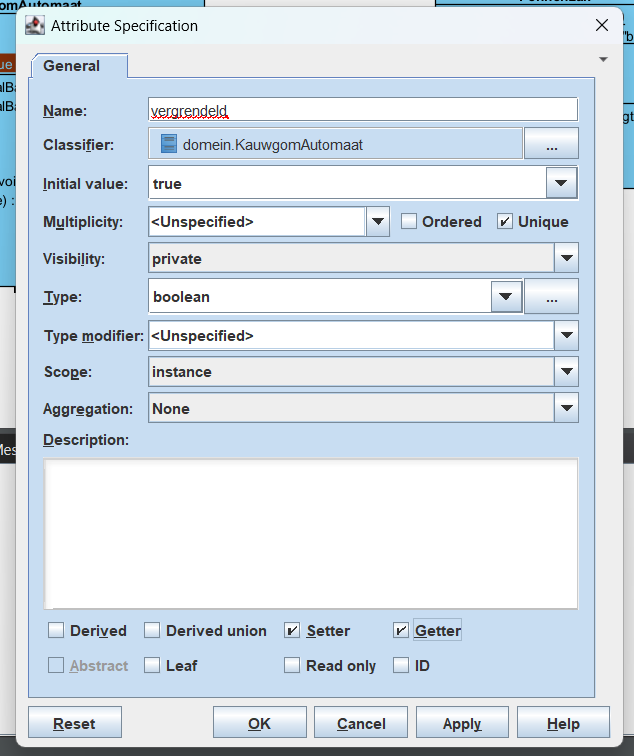 omAutomaat
Attribute Specification
General
Name: vergrendeld
Classifier: domein.KauwgomAutomaat ...
Initial value: true
Multiplicity: <Unspecified> Ordered Unique
Visibility: private
Type: boolean ...
Type modifier: <Unspecified>
Scope: instance
Aggregation: None
Description:
Derived Derived union Setter Getter
Abstract Leaf Read only ID
Reset OK Cancel Apply Help